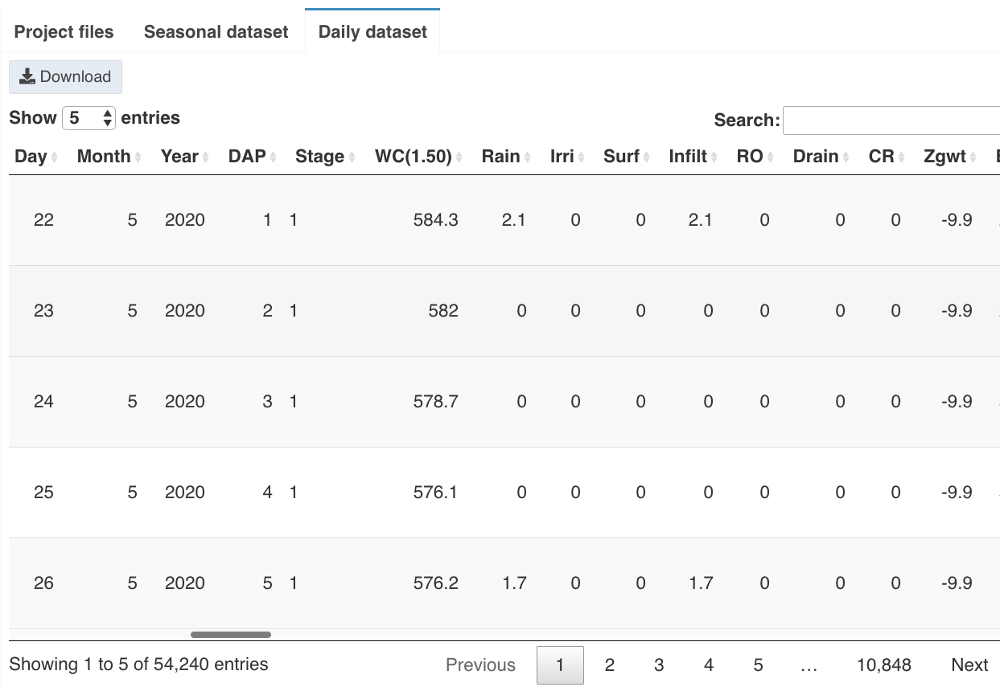 Project files Seasonal dataset Daily dataset
Download
Show 5 entries Search:
Day Month Year DAP Stage WC(1.50) Rain Irri Surf Infilt RO Drain CR Zgwt
22 5 2020 1 1 584.3 2.1 0 0 2.1 0 0 0 -9.9
23 5 2020 2 1 582 0 0 0 0 0 0 0 -9.9
24 5 2020 3 1 578.7 0 0 0 0 0 0 0 -9.9
25 5 2020 4 1 576.1 0 0 0 0 0 0 0 -9.9
26 5 2020 5 1 576.2 1.7 0 0 1.7 0 0 0 -9.9
Showing 1 to 5 of 54,240 entries Previous 1 2 3 4 5 … 10,848 Next